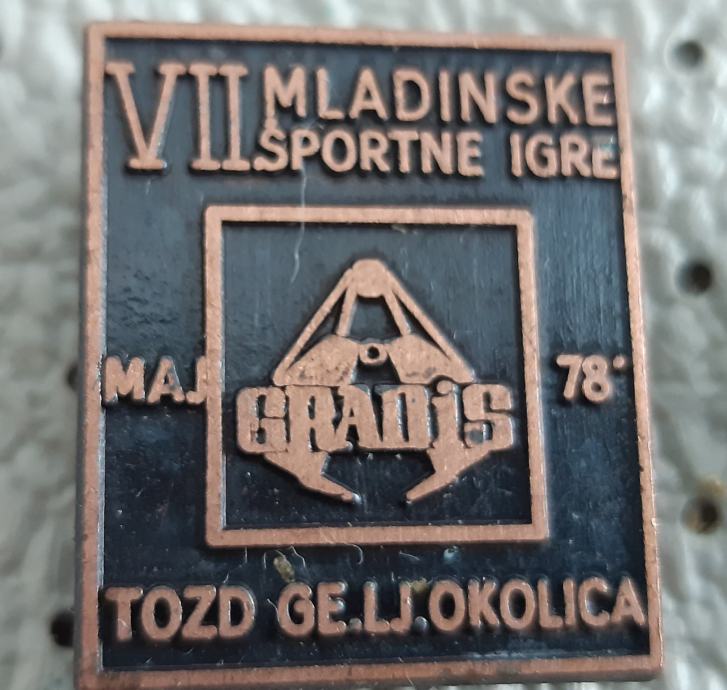 VII MLADINSKE
ŠPORTNE IGRE
MAJ 78'
GRADiS
TOZD GE.LJ.OKOLICA